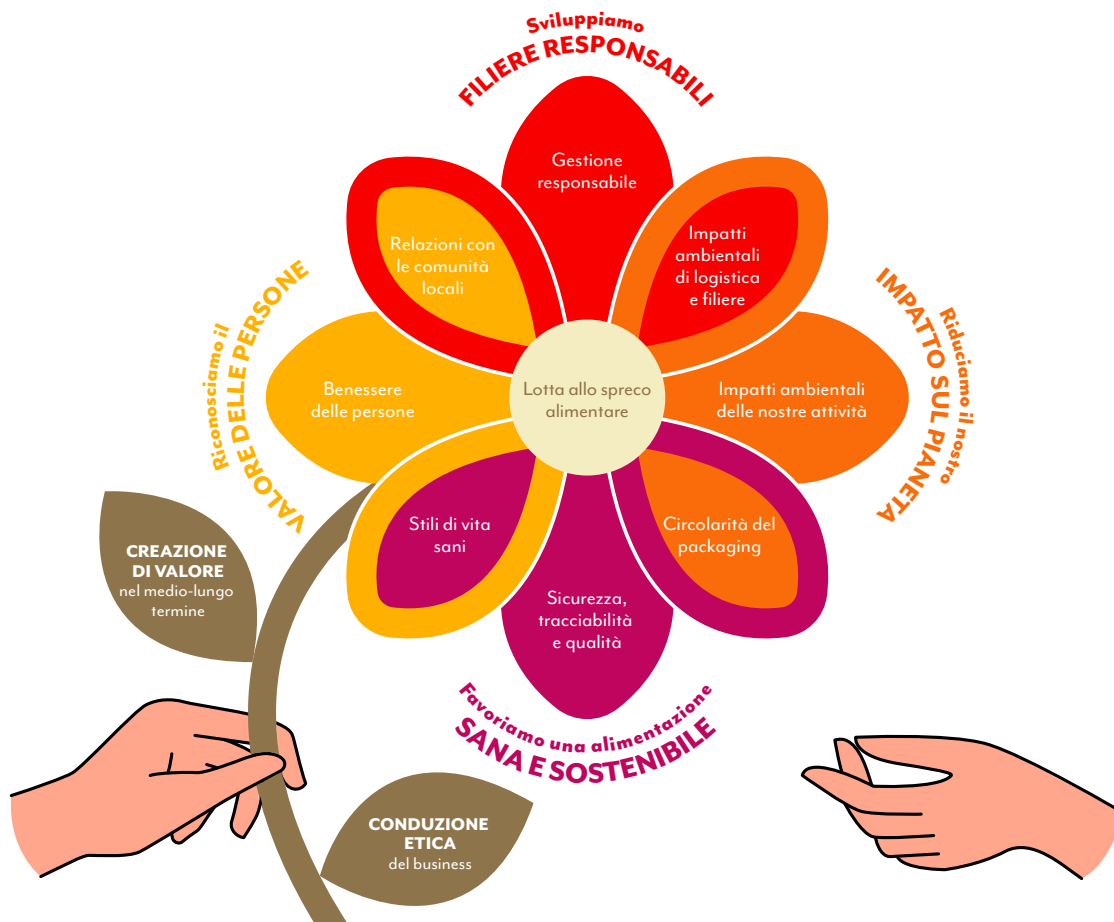 Sviluppiamo
FILIERE RESPONSABILI
Gestione
responsabile
Relazioni con
le comunità
locali
Impatti
ambientali
di logistica
e filiere
Riconosciamo il
VALORE DELLE PERSONE
Benessere
delle persone
Lotta allo spreco
alimentare
Impatti ambientali
delle nostre attività
Riduciamo il nostro
IMPATTO SUL PIANETA
Stili di vita
sani
Circolarità del
packaging
Sicurezza,
tracciabilità
e qualità
CREAZIONE
DI VALORE
nel medio-lungo
termine
Favoriamo una alimentazione
SANA E SOSTENIBILE
CONDUZIONE
ETICA
del business